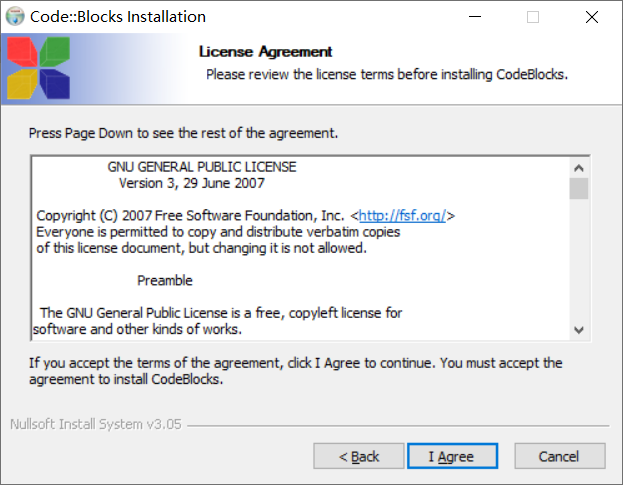 Code::Blocks Installation
License Agreement
Please review the license terms before installing CodeBlocks.
Press Page Down to see the rest of the agreement.
GNU GENERAL PUBLIC LICENSE
Version 3, 29 June 2007
Copyright (C) 2007 Free Software Foundation, Inc. <http://fsf.org/>
Everyone is permitted to copy and distribute verbatim copies
of this license document, but changing it is not allowed.
Preamble
The GNU General Public License is a free, copyleft license for
software and other kinds of works.
If you accept the terms of the agreement, click I Agree to continue. You must accept the
agreement to install CodeBlocks.
Nullsoft Install System v3.05
< Back
I Agree
Cancel